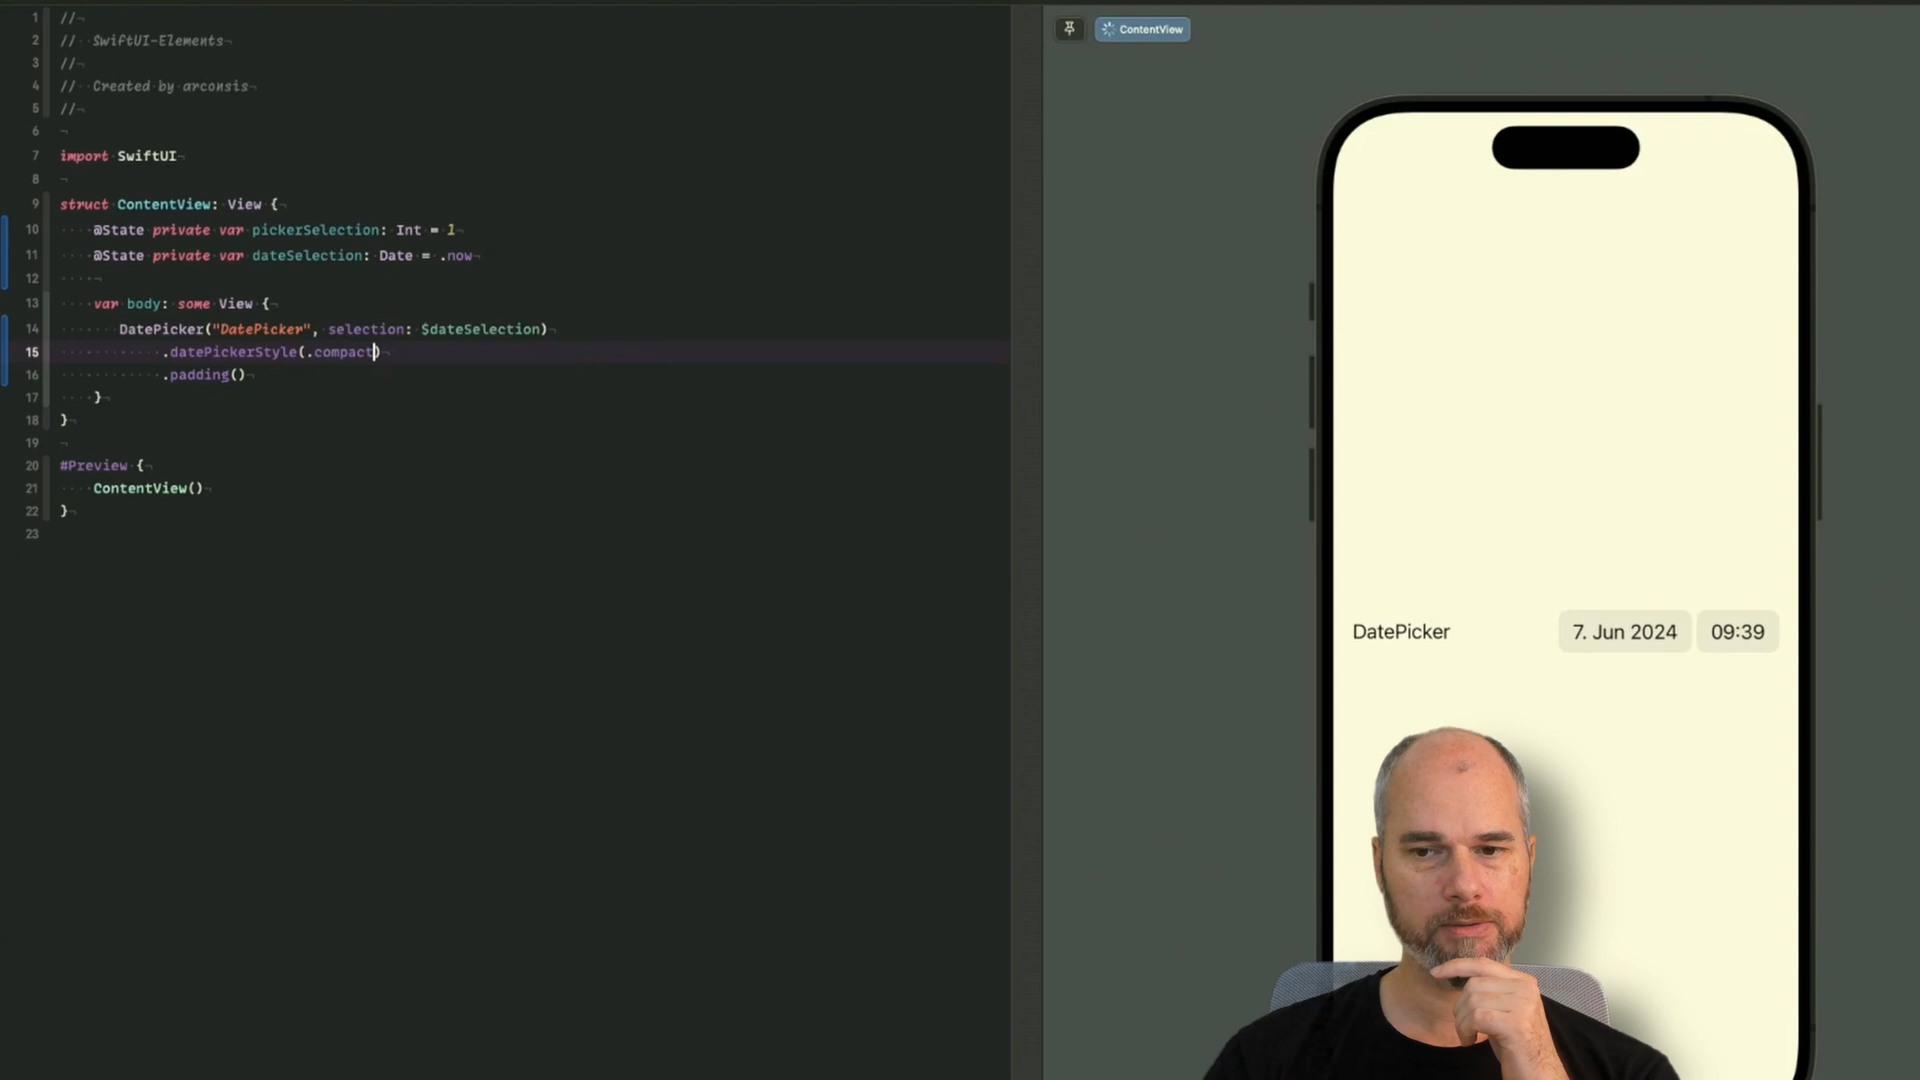 1 //
2 // SwiftUI-Elements
3 //
4 // Created by arconsis
5 //
6
7 import SwiftUI
8
9 struct ContentView: View {
10 @State private var pickerSelection: Int = 1
11 @State private var dateSelection: Date = .now
12
13 var body: some View {
14 DatePicker("DatePicker", selection: $dateSelection)
15 .datePickerStyle(.compact)
16 .padding()
17 }
18 }
19
20 #Preview {
21 ContentView()
22 }
23
ContentView
DatePicker 7. Jun 2024 09:39